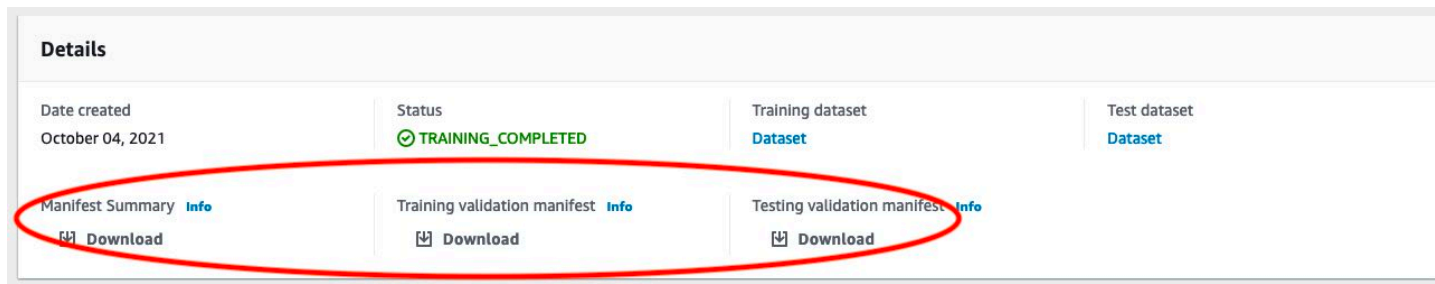 Details
Date created
October 04, 2021
Status
TRAINING_COMPLETED
Training dataset
Dataset
Test dataset
Dataset
Manifest Summary Info
Download
Training validation manifest Info
Download
Testing validation manifest Info
Download